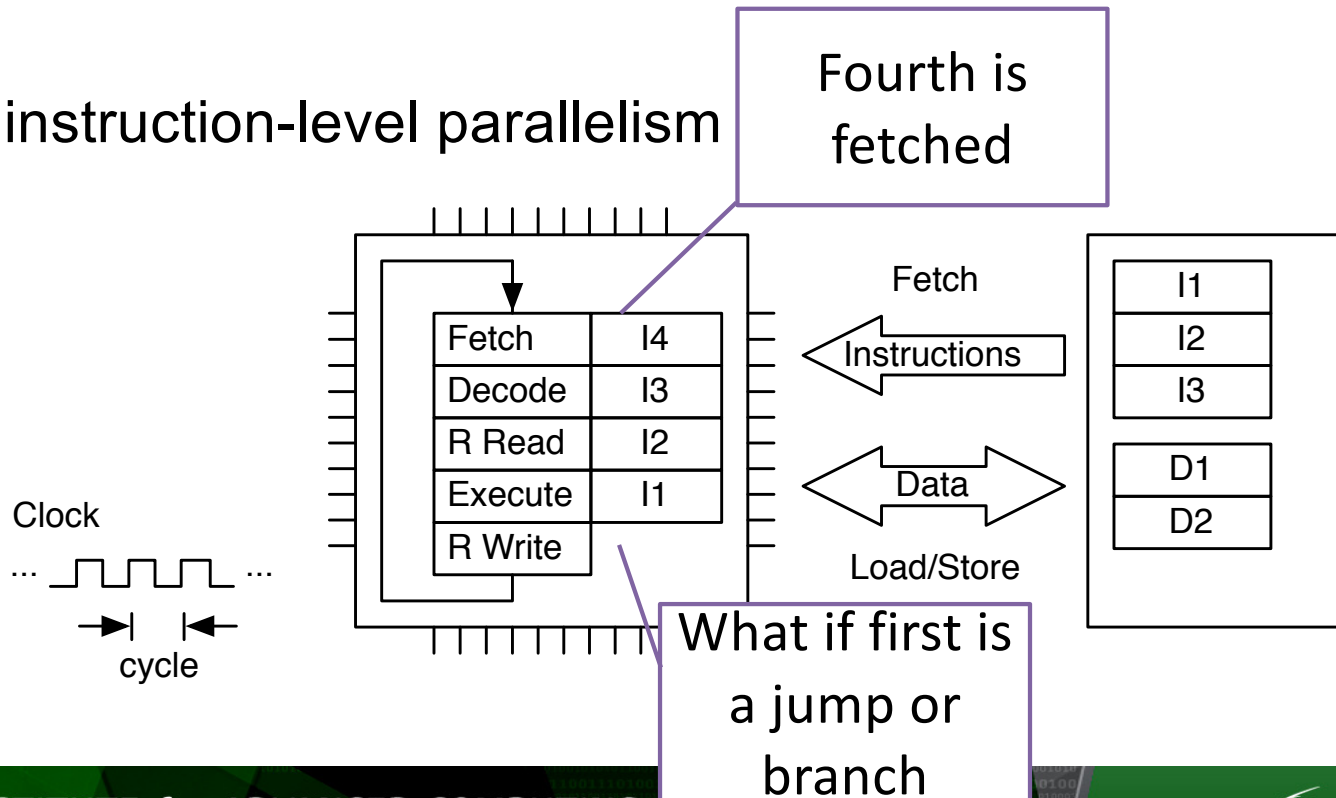 instruction-level parallelism
Fourth is
fetched
Fetch
I4
Decode
I3
R Read
I2
Execute
I1
R Write
Fetch
Instructions
Data
Load/Store
I1
I2
I3
D1
D2
Clock
... ...
cycle
What if first is
a jump or
branch